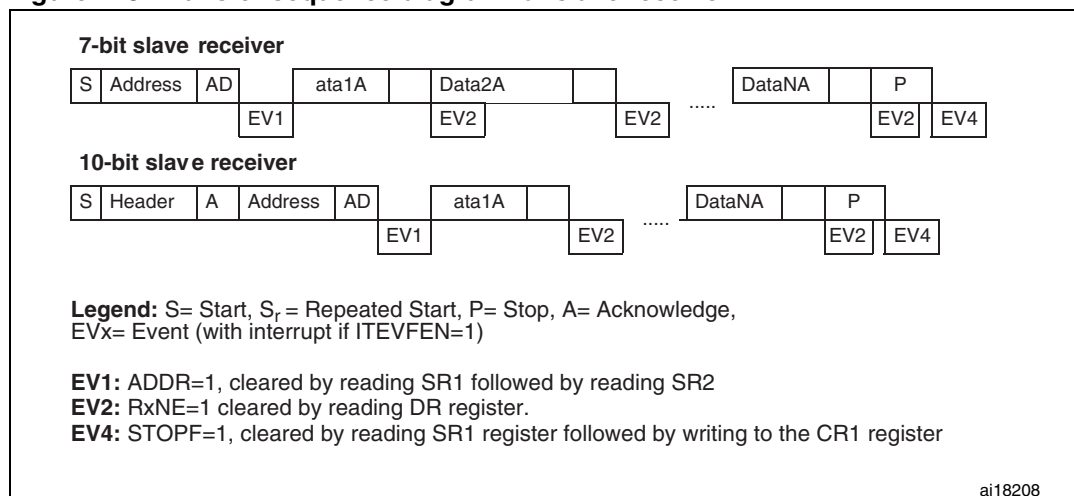 7-bit slave receiver
S Address AD ata1A Data2A ..... DataNA P
EV1 EV2 EV2 EV2 EV4
10-bit slave receiver
S Header A Address AD ata1A ..... DataNA P
EV1 EV2 EV2 EV4
Legend: S= Start, Sr = Repeated Start, P= Stop, A= Acknowledge,
EVx= Event (with interrupt if ITEVFEN=1)
EV1: ADDR=1, cleared by reading SR1 followed by reading SR2
EV2: RxNE=1 cleared by reading DR register.
EV4: STOPF=1, cleared by reading SR1 register followed by writing to the CR1 register
ai18208